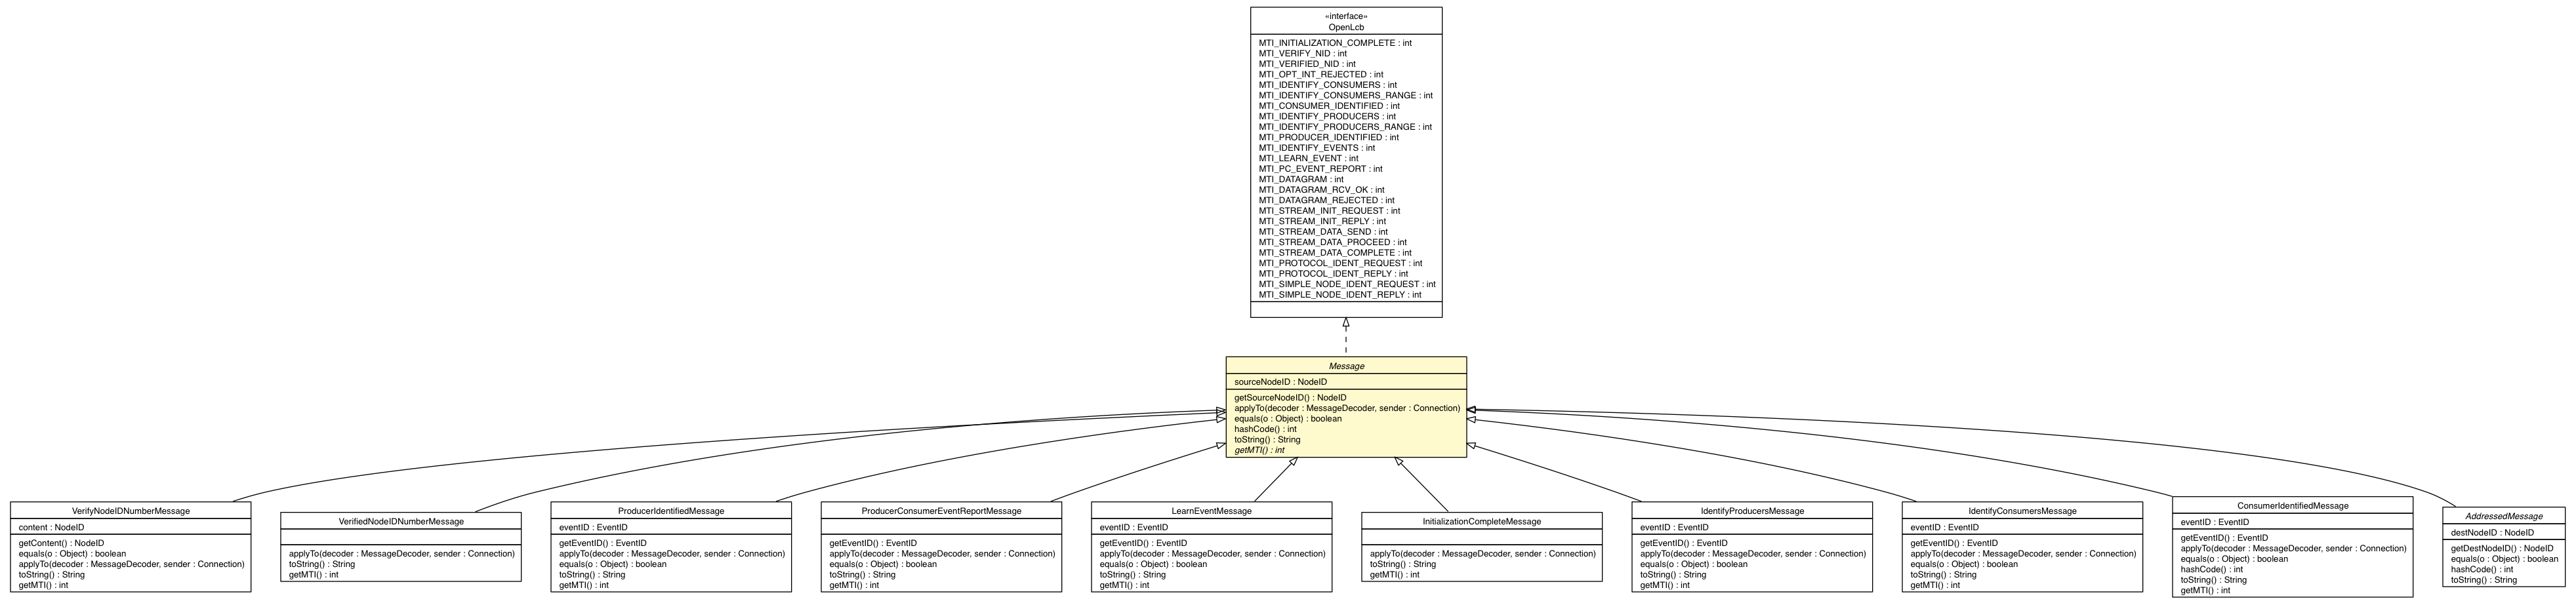 «interface»
OpenLcb
MTI_INITIALIZATION_COMPLETE : int
MTI_VERIFY_NID : int
MTI_VERIFIED_NID : int
MTI_OPT_INT_REJECTED : int
MTI_IDENTIFY_CONSUMERS : int
MTI_IDENTIFY_CONSUMERS_RANGE : int
MTI_CONSUMER_IDENTIFIED : int
MTI_IDENTIFY_PRODUCERS : int
MTI_IDENTIFY_PRODUCERS_RANGE : int
MTI_PRODUCER_IDENTIFIED : int
MTI_IDENTIFY_EVENTS : int
MTI_LEARN_EVENT : int
MTI_PC_EVENT_REPORT : int
MTI_DATAGRAM : int
MTI_DATAGRAM_RCV_OK : int
MTI_DATAGRAM_REJECTED : int
MTI_STREAM_INIT_REQUEST : int
MTI_STREAM_INIT_REPLY : int
MTI_STREAM_DATA_SEND : int
MTI_STREAM_DATA_PROCEED : int
MTI_STREAM_DATA_COMPLETE : int
MTI_PROTOCOL_IDENT_REQUEST : int
MTI_PROTOCOL_IDENT_REPLY : int
MTI_SIMPLE_NODE_IDENT_REQUEST : int
MTI_SIMPLE_NODE_IDENT_REPLY : int
Message
sourceNodeID : NodeID
getSourceNodeID() : NodeID
applyTo(decoder : MessageDecoder, sender : Connection)
equals(o : Object) : boolean
hashCode() : int
toString() : String
getMTI() : int
VerifyNodeIDNumberMessage
content : NodeID
getContent() : NodeID
equals(o : Object) : boolean
applyTo(decoder : MessageDecoder, sender : Connection)
toString() : String
getMTI() : int
VerifiedNodeIDNumberMessage
applyTo(decoder : MessageDecoder, sender : Connection)
toString() : String
getMTI() : int
ProducerIdentifiedMessage
eventID : EventID
getEventID() : EventID
applyTo(decoder : MessageDecoder, sender : Connection)
equals(o : Object) : boolean
toString() : String
getMTI() : int
ProducerConsumerEventReportMessage
getEventID() : EventID
applyTo(decoder : MessageDecoder, sender : Connection)
equals(o : Object) : boolean
toString() : String
getMTI() : int
LearnEventMessage
eventID : EventID
getEventID() : EventID
applyTo(decoder : MessageDecoder, sender : Connection)
equals(o : Object) : boolean
toString() : String
getMTI() : int
InitializationCompleteMessage
applyTo(decoder : MessageDecoder, sender : Connection)
toString() : String
getMTI() : int
IdentifyProducersMessage
eventID : EventID
getEventID() : EventID
applyTo(decoder : MessageDecoder, sender : Connection)
equals(o : Object) : boolean
toString() : String
getMTI() : int
IdentifyConsumersMessage
eventID : EventID
getEventID() : EventID
applyTo(decoder : MessageDecoder, sender : Connection)
equals(o : Object) : boolean
toString() : String
getMTI() : int
ConsumerIdentifiedMessage
eventID : EventID
getEventID() : EventID
applyTo(decoder : MessageDecoder, sender : Connection)
equals(o : Object) : boolean
hashCode() : int
toString() : String
getMTI() : int
AddressedMessage
destNodeID : NodeID
getDestNodeID() : NodeID
equals(o : Object) : boolean
hashCode() : int
toString() : String